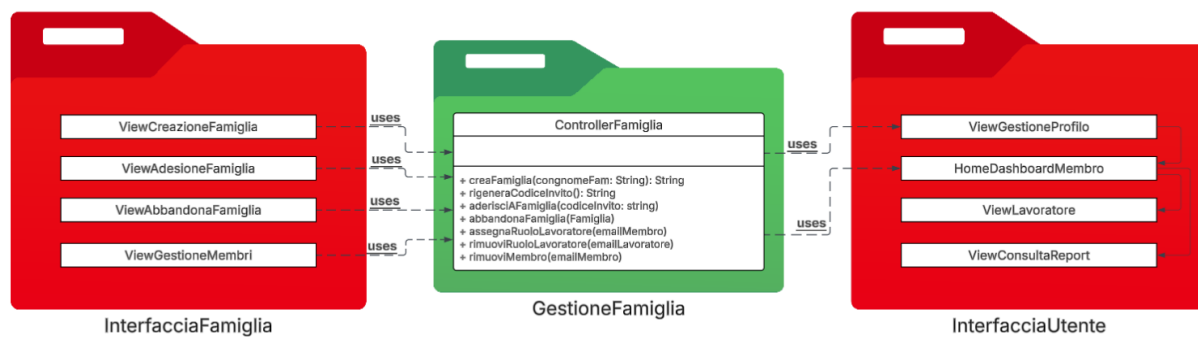 ViewCreazioneFamiglia
ViewAdesioneFamiglia
ViewAbbandonaFamiglia
ViewGestioneMembri
InterfacciaFamiglia
uses
uses
uses
uses
ControllerFamiglia
+ creaFamiglia(congnomeFam: String): String
+ rigeneraCodiceInvito(): String
+ aderisciAFamiglia(codiceInvito: string)
+ abbandonaFamiglia(Famiglia)
+ assegnaRuoloLavoratore(emailMembro)
+ rimuoviRuoloLavoratore(emailLavoratore)
+ rimuoviMembro(emailMembro)
GestioneFamiglia
uses
uses
ViewGestioneProfilo
HomeDashboardMembro
ViewLavoratore
ViewConsultaReport
InterfacciaUtente